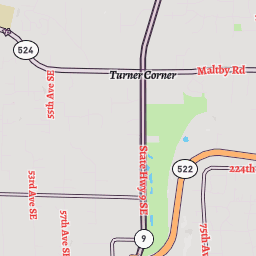 524
55th Ave SE
Turner Corner
Maltby Rd
State Hwy 9 SE
522
224th
53rd Ave SE
57th Ave SE
9
75th Av